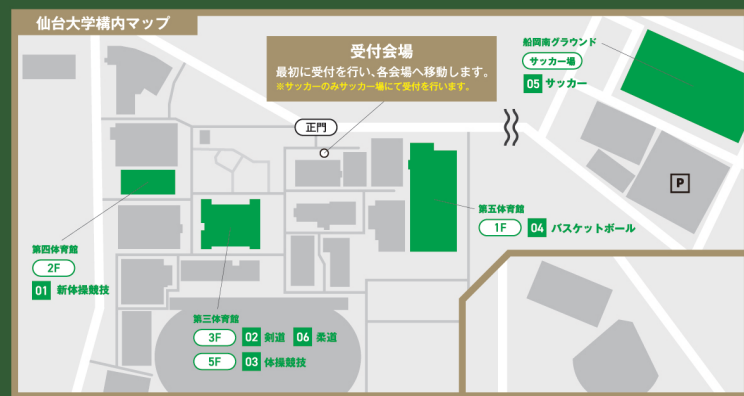 仙台大学構内マップ
受付会場
最初に受付を行い、各会場へ移動します。
※サッカーのみサッカー場にて受付を行います。
正門
船岡南グラウンド
サッカー場
05 サッカー
P
第五体育館
1F 04 バスケットボール
第四体育館
2F
01 新体操競技
第三体育館
3F 02 剣道 06 柔道
5F 03 体操競技